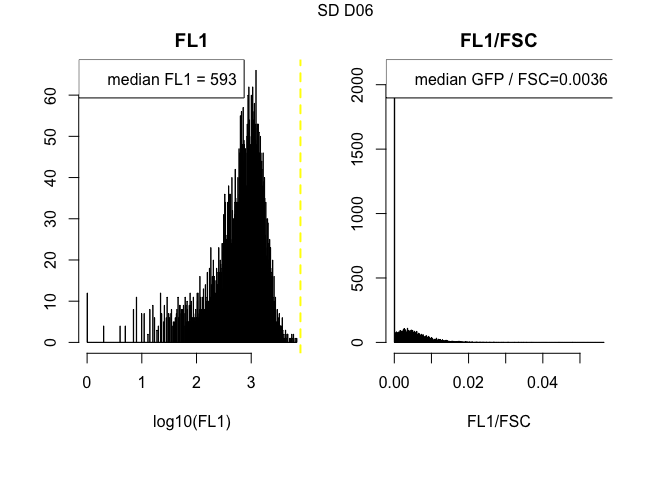 SD D06
FL1
median FL1 = 593
0 10 20 30 40 50 60
0 1 2 3
log10(FL1)
FL1/FSC
median GFP / FSC=0.0036
0 500 1000 1500 2000
0.00 0.02 0.04
FL1/FSC